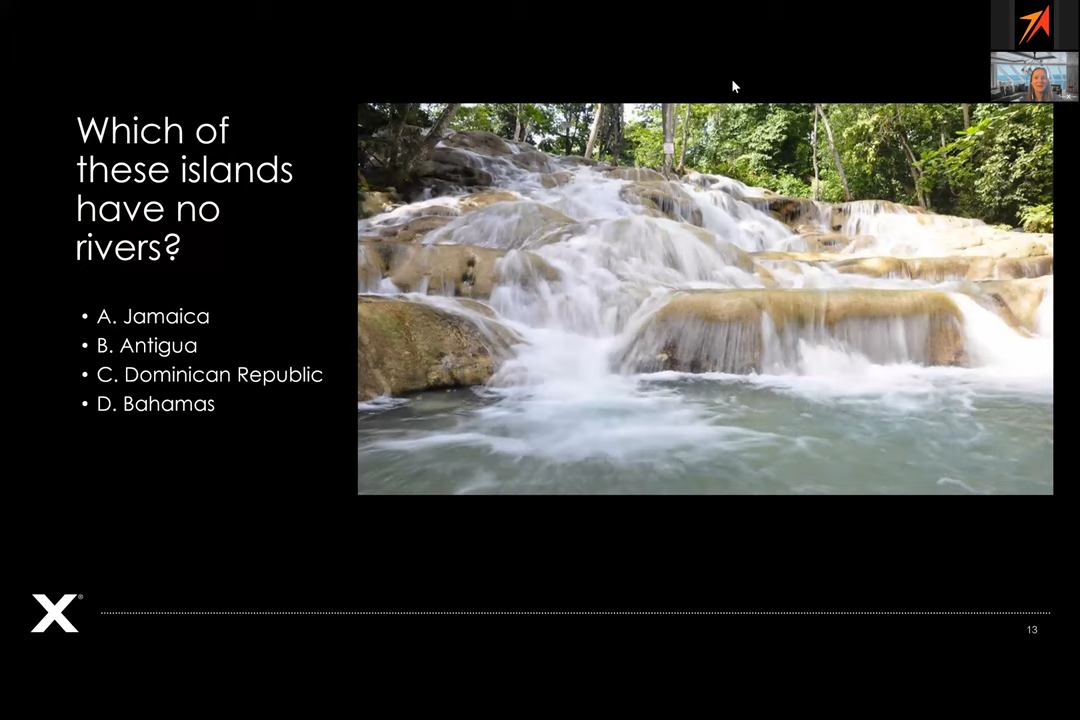 Which of
these islands
have no
rivers?
• A. Jamaica
• B. Antigua
• C. Dominican Republic
• D. Bahamas
X®
13